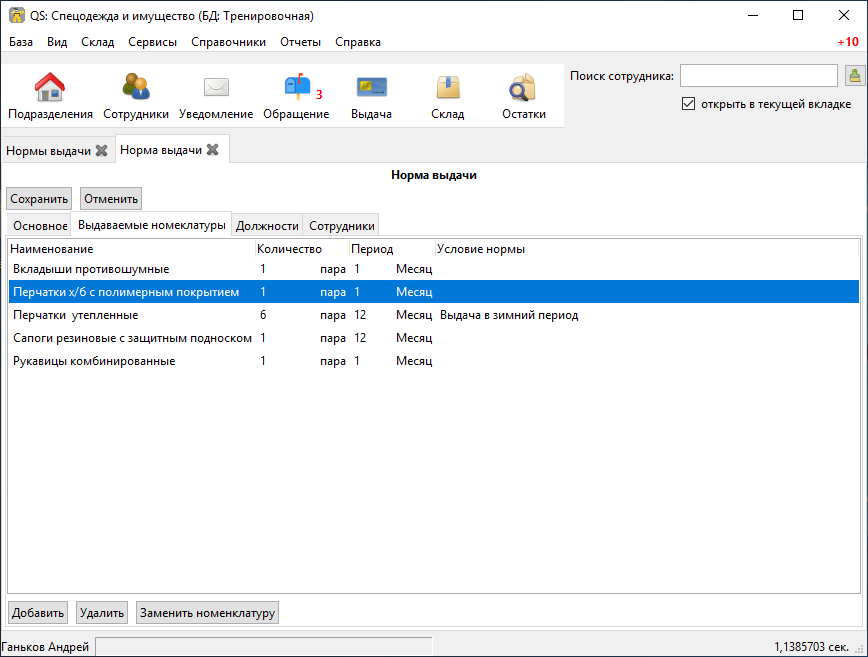 QS: Спецодежда и имущество (БД: Тренировочная)
База Вид Склад Сервисы Справочники Отчеты Справка +10
Поиск сотрудника:
открыть в текущей вкладке
3
Подразделения Сотрудники Уведомление Обращение Выдача Склад Остатки
Нормы выдачи Норма выдачи
Норма выдачи
Сохранить Отменить
Основное Выдаваемые номеклатуры Должности Сотрудники
Наименование Количество Период Условие нормы
Вкладыши противошумные 1 пара 1 Месяц
Перчатки х/б с полимерным покрытием 1 пара 1 Месяц
Перчатки утепленные 6 пара 12 Месяц Выдача в зимний период
Сапоги резиновые с защитным подноском 1 пара 12 Месяц
Рукавицы комбинированные 1 пара 1 Месяц
Добавить Удалить Заменить номенклатуру
Ганьков Андрей 1,1385703 сек.